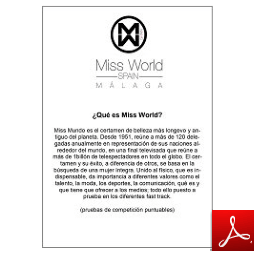 Miss World
SPAIN
MÁLAGA
¿Qué es Miss World?
Miss Mundo es el certamen de belleza más longevo y an-
tiguo del planeta. Desde 1951, reúne a más de 120 dele-
gadas anualmente en representación de sus naciones al-
rededor del mundo, en una final televisada que reúne a
más de 1billón de telespectadores en todo el globo. El cer-
tamen y su éxito, a diferencia de otros, se basa en la
búsqueda de una mujer íntegra. Unido al físico, que es in-
dispensable, da importancia a diferentes valores como el
talento, la moda, los deportes, la comunicación, qué es y
que tiene que ofrecer a los medios, todo ello puesto a
prueba en los diferentes fast track.
(pruebas de competición puntuables)